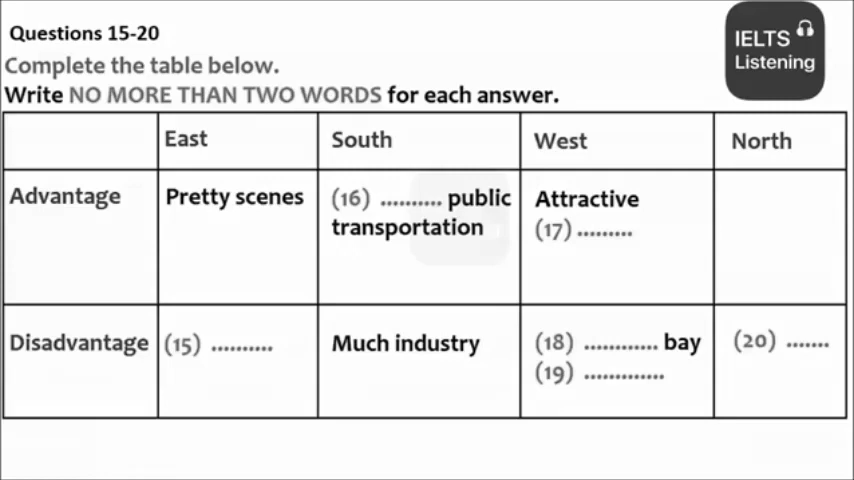 Questions 15-20
IELTS
Listening
Complete the table below.
Write NO MORE THAN TWO WORDS for each answer.
East South West North
Advantage Pretty scenes (16) .......... public Attractive
transportation (17) .........
Disadvantage (15) .......... Much industry (18) ............ bay (20) .......
(19) .............